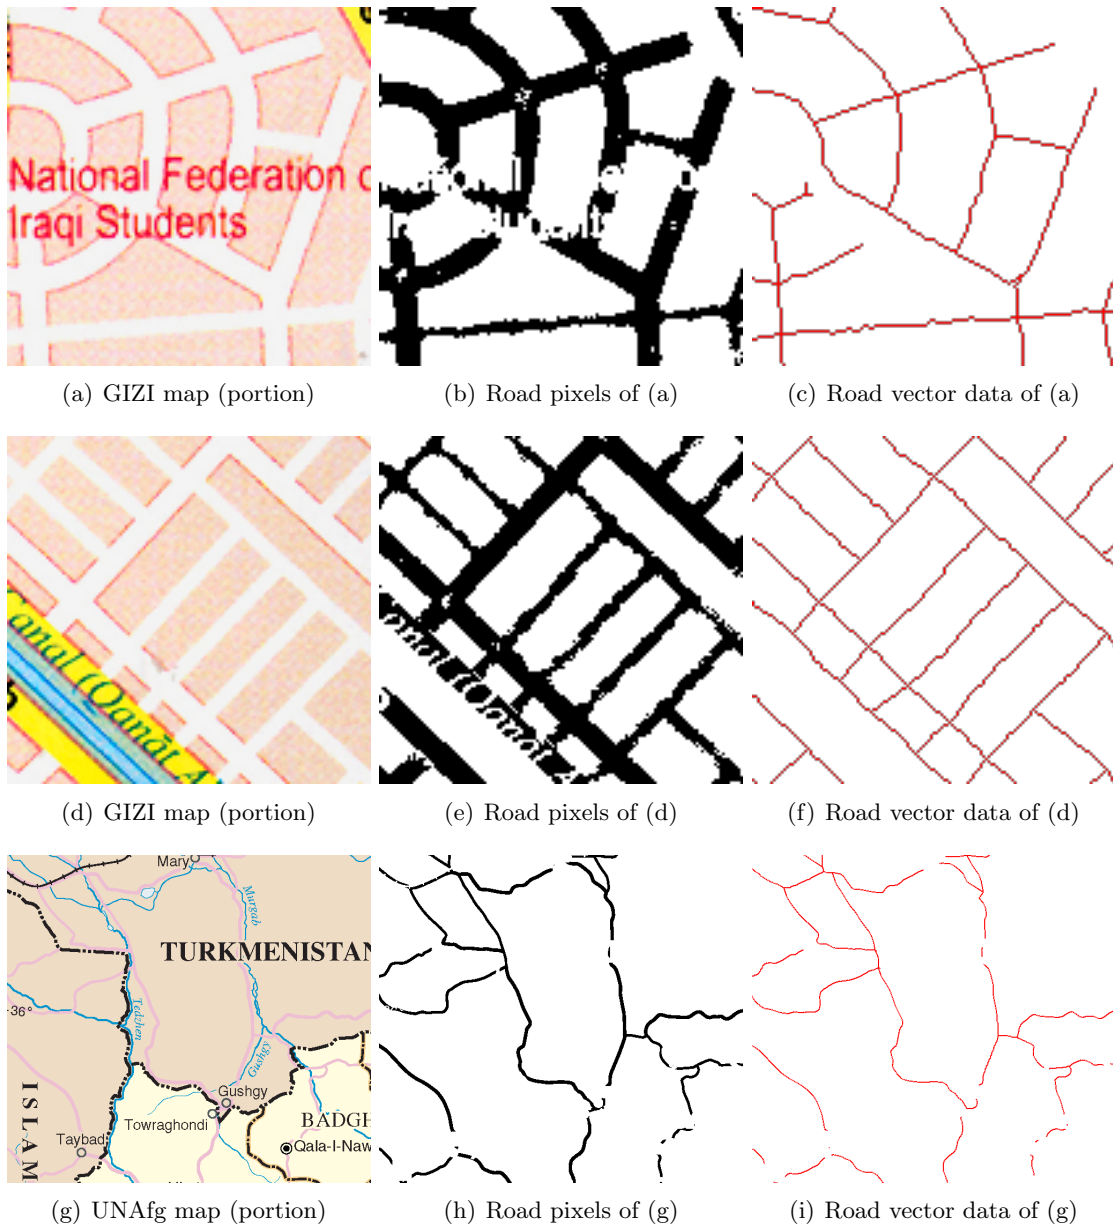 National Federation o
Iraqi Students
(a) GIZI map (portion)
(b) Road pixels of (a)
(c) Road vector data of (a)
Canal (Qanāt A
(d) GIZI map (portion)
(e) Road pixels of (d)
(f) Road vector data of (d)
Mary
Murgab
TURKMENISTAN
36°
Tedzhen
Gushgy
Gushgy
ISLAM
Towraghondi
BADGH
Taybad
Qala-I-Naw
(g) UNAfg map (portion)
(h) Road pixels of (g)
(i) Road vector data of (g)